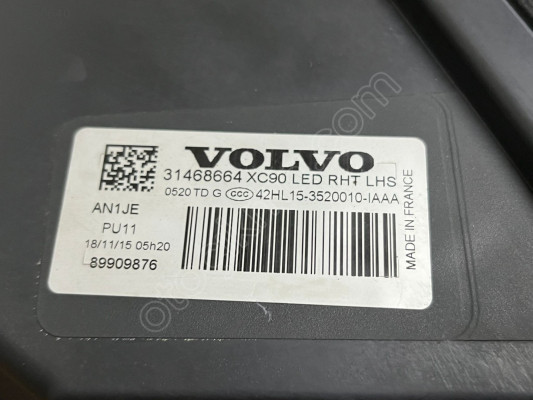 VOLVO
31468664 XC90 LED RHT LHS
0520 TD G CCC 42HL15-3520010-IAAA
AN1JE
PU11
18/11/15 05h20
89909876
MADE IN FRANCE